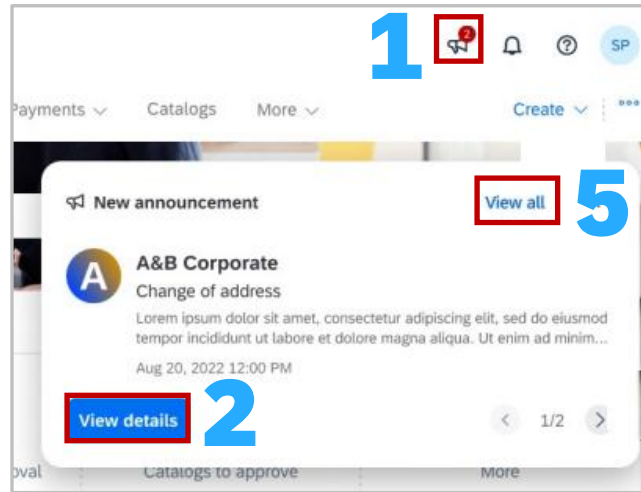 1
2
SP
Payments
Catalogs
More
Create
New announcement
View all
5
A
A&B Corporate
Change of address
Lorem ipsum dolor sit amet, consectetur adipiscing elit, sed do eiusmod
tempor incididunt ut labore et dolore magna aliqua. Ut enim ad minim...
Aug 20, 2022 12:00 PM
View details
2
1/2
Catalogs to approve
More